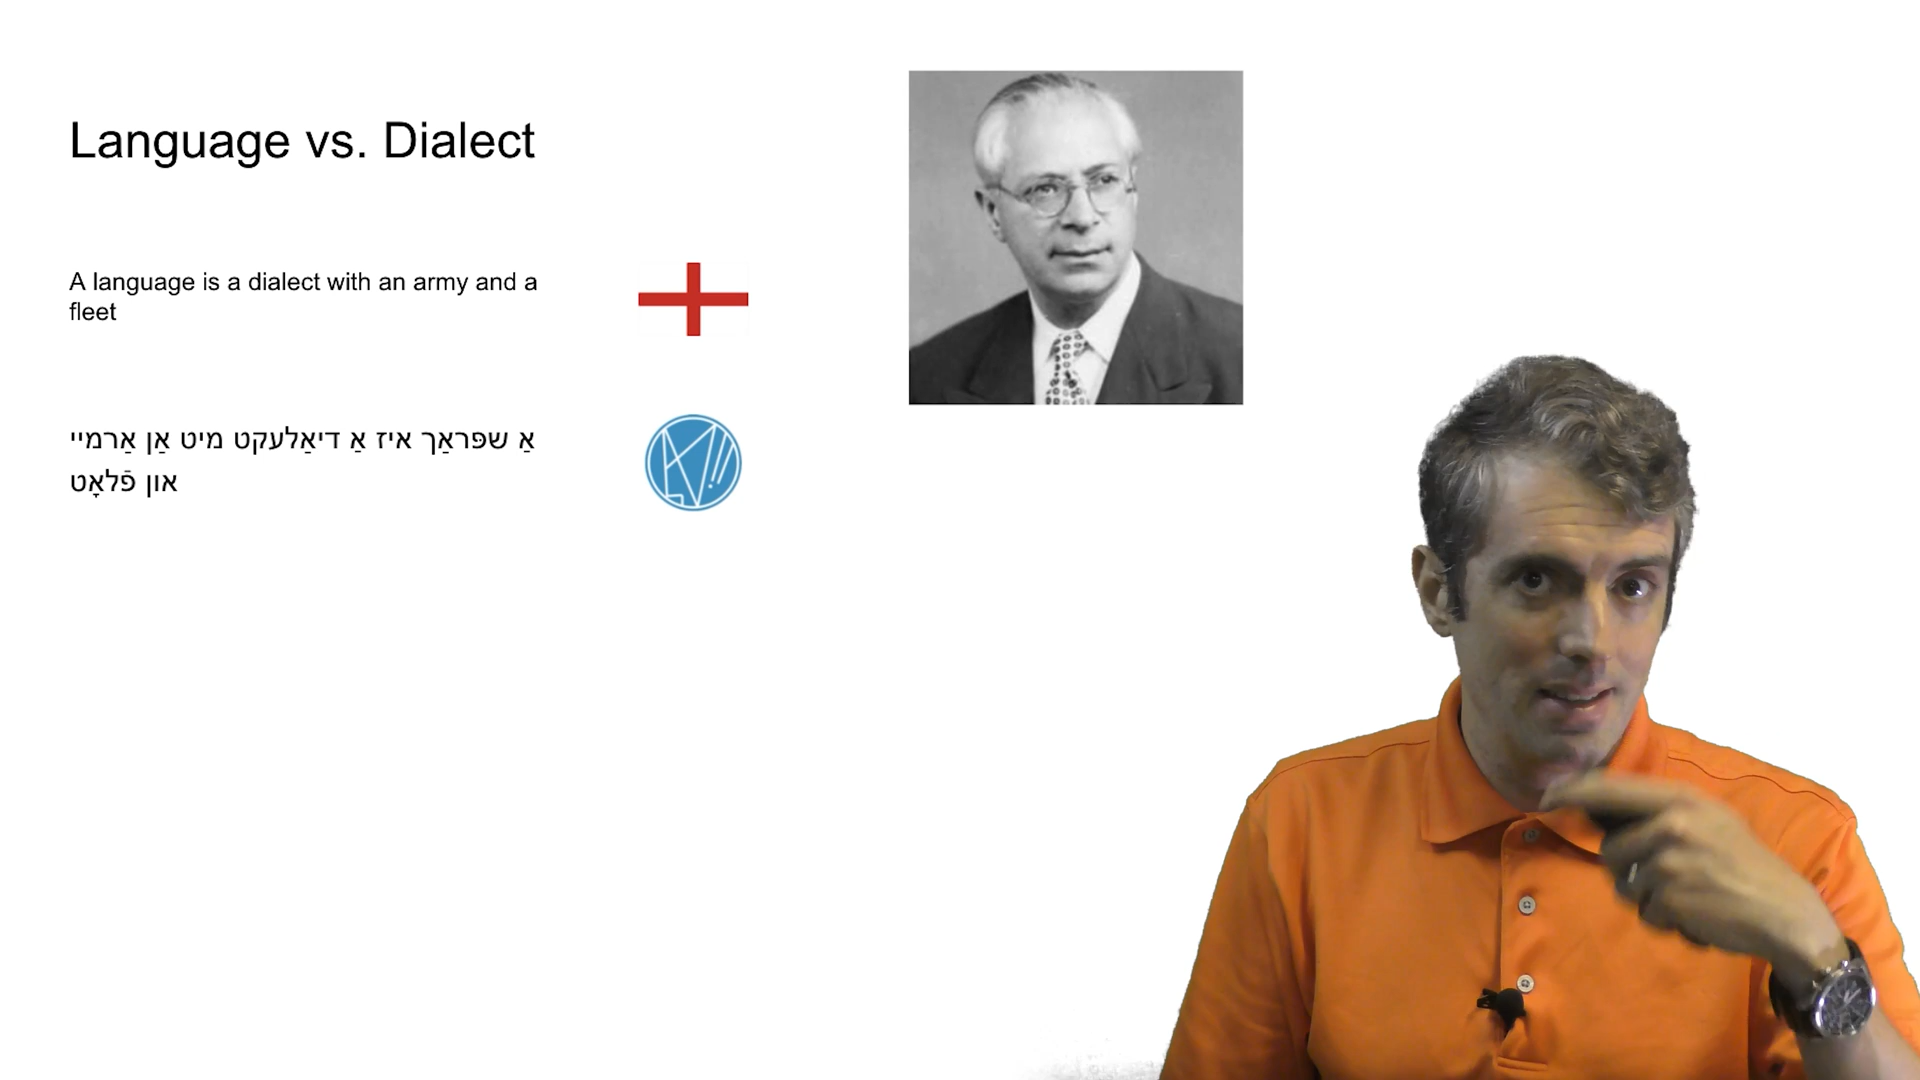 Language vs. Dialect
A language is a dialect with an army and a
fleet
אַ שפּראַך איז אַ דיאַלעקט מיט אַן אַרמיי
און פֿלאָט